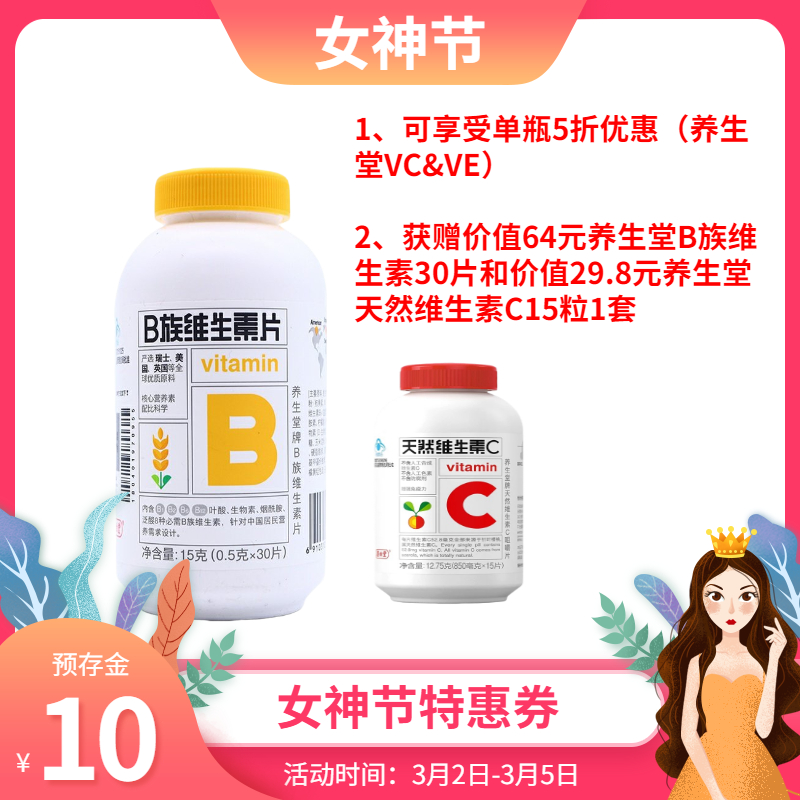 女神节
1、可享受单瓶5折优惠（养生
堂VC&VE）
2、获赠价值64元养生堂B族维
生素30片和价值29.8元养生堂
天然维生素C15粒1套
B族维生素片
严选 瑞士、美
国、英国等全
球优质原料
核心营养素
配比科学
vitamin
B
养生堂牌B族维生素片
内含 B1 B2 B6 B12 叶酸、生物素、烟酰胺、
泛酸8种必需B族维生素，针对中国居民营
养需求设计。
净含量:15克(0.5克×30片)
天然维生素C
vitamin
C
养生堂牌天然维生素C咀嚼片
净含量:12.75克(850毫克×15片)
预存金
¥ 10
女神节特惠券
活动时间：3月2日-3月5日